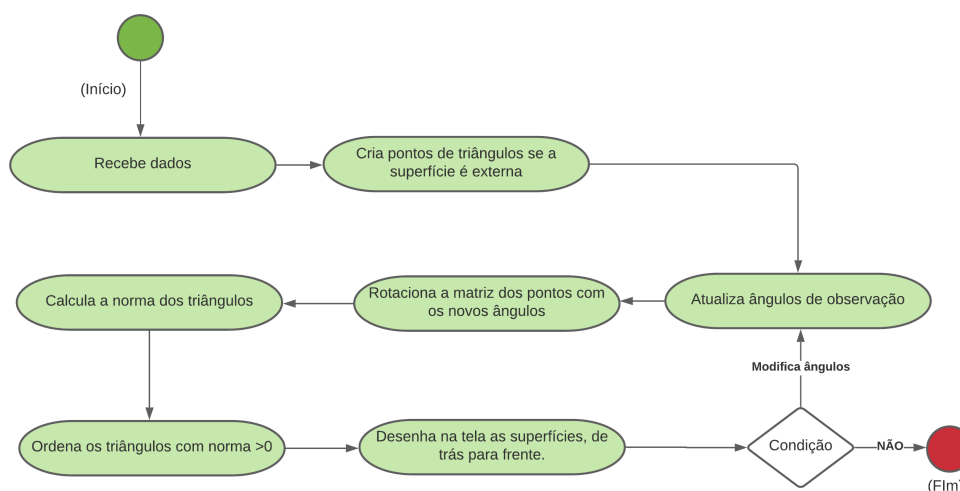 (Início)
Recebe dados
Cria pontos de triângulos se a
superfície é externa
Atualiza ângulos de observação
Rotaciona a matriz dos pontos com
os novos ângulos
Calcula a norma dos triângulos
Ordena os triângulos com norma >0
Desenha na tela as superfícies, de
trás para frente.
Condição
Modifica ângulos
NÃO
(FIm)